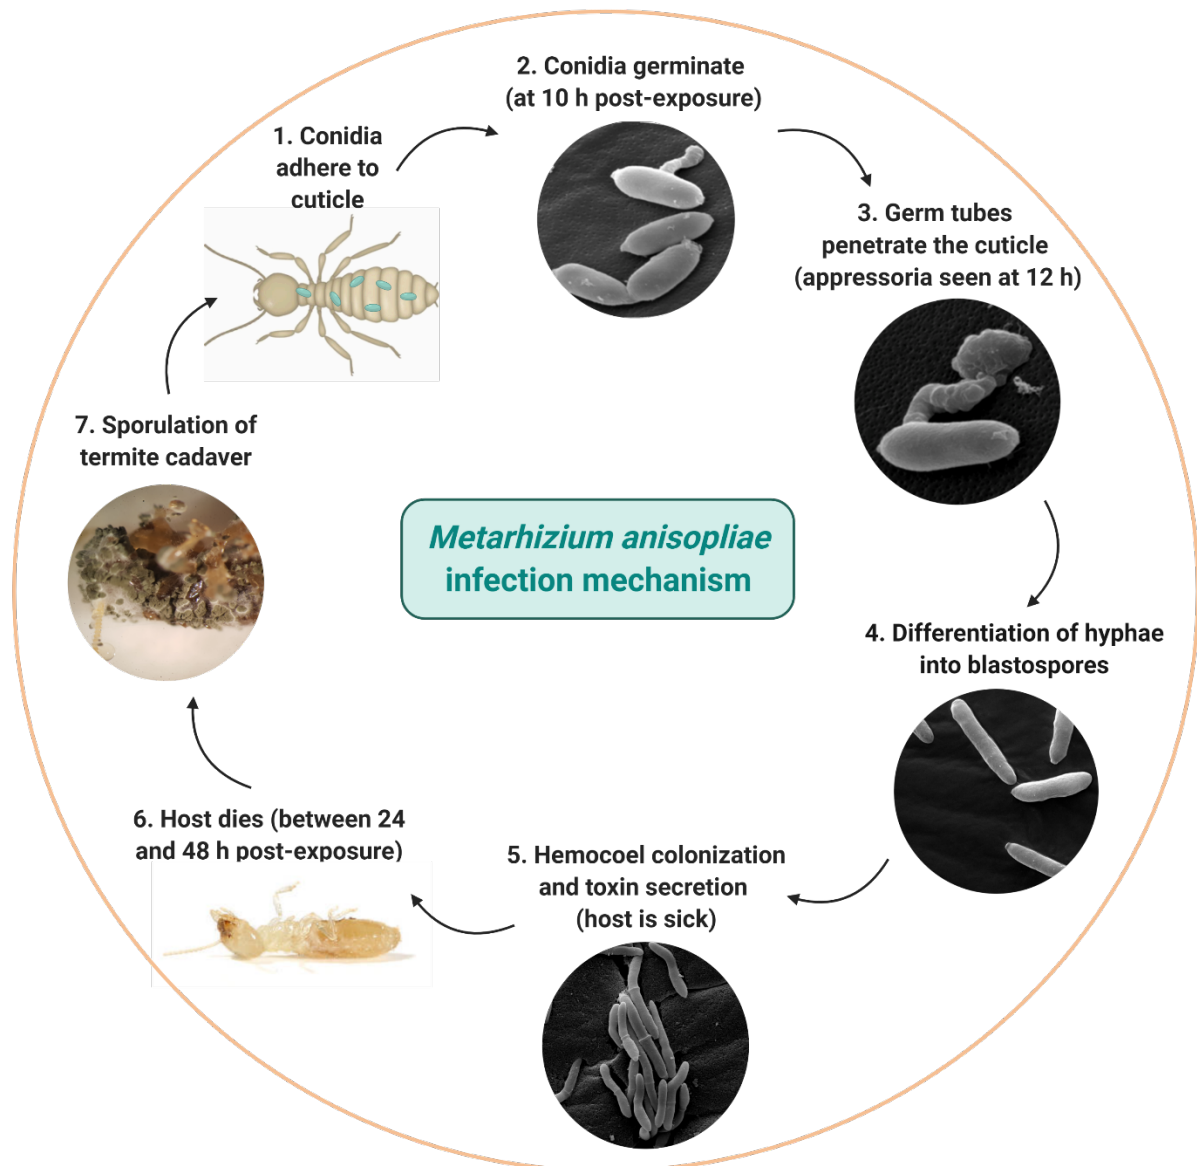 2. Conidia germinate
(at 10 h post-exposure)
1. Conidia
adhere to
cuticle
3. Germ tubes
penetrate the cuticle
(appressoria seen at 12 h)
7. Sporulation of
termite cadaver
Metarhizium anisopliae
infection mechanism
4. Differentiation of hyphae
into blastospores
6. Host dies (between 24
and 48 h post-exposure)
5. Hemocoel colonization
and toxin secretion
(host is sick)